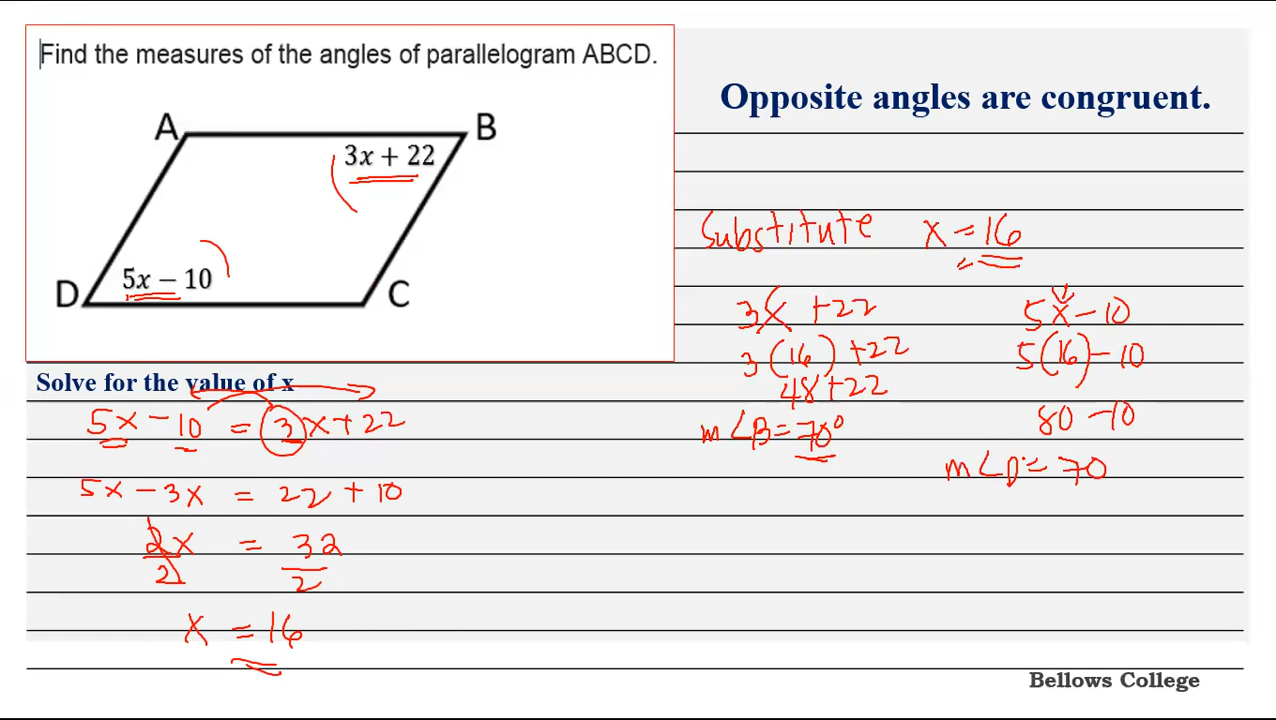 Find the measures of the angles of parallelogram ABCD.
A
B
3x + 22
5x − 10
D
C
Opposite angles are congruent.
Solve for the value of x
5x − 10 = 3x + 22
5x − 3x = 22 + 10
2x = 32
2 2
x = 16
Substitute x = 16
3x + 22
3(16) + 22
48 + 22
m∠B = 70°
5x − 10
5(16) − 10
80 − 10
m∠D = 70
Bellows College